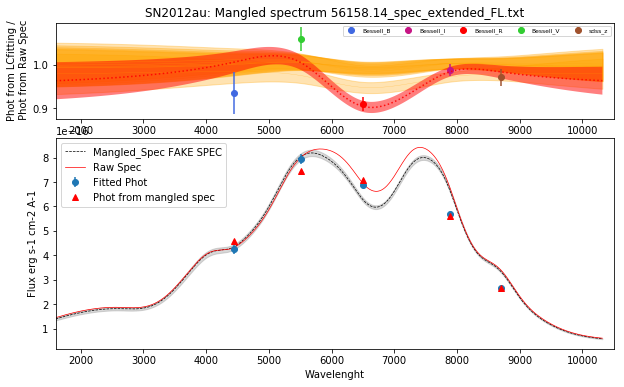 SN2012au: Mangled spectrum 56158.14_spec_extended_FL.txt
Phot from LCfitting /
Phot from Raw Spec
1.0
0.9
Bessell_B
Bessell_I
Bessell_R
Bessell_V
sdss_z
2000 3000 4000 5000 6000 7000 8000 9000 10000
1e−16
Flux erg s-1 cm-2 A-1
8
7
6
5
4
3
2
1
Mangled_Spec FAKE SPEC
Raw Spec
Fitted Phot
Phot from mangled spec
2000 3000 4000 5000 6000 7000 8000 9000 10000
Wavelenght